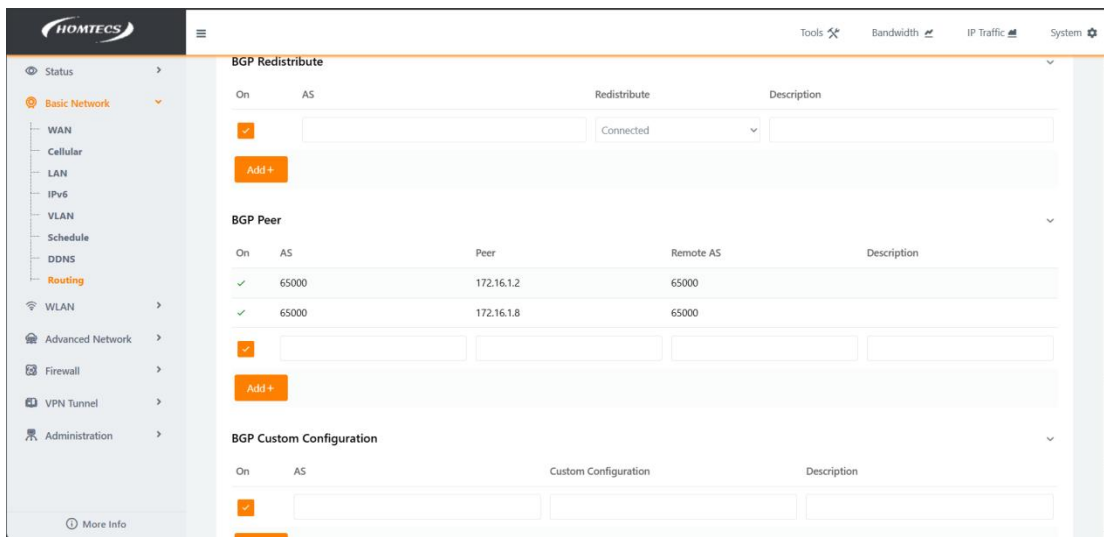 HOMTECS
Tools Bandwidth IP Traffic System
Status
Basic Network
WAN
Cellular
LAN
IPv6
VLAN
Schedule
DDNS
Routing
WLAN
Advanced Network
Firewall
VPN Tunnel
Administration
More Info
BGP Redistribute
On AS Redistribute Description
Connected
Add+
BGP Peer
On AS Peer Remote AS Description
65000 172.16.1.2 65000
65000 172.16.1.8 65000
Add+
BGP Custom Configuration
On AS Custom Configuration Description